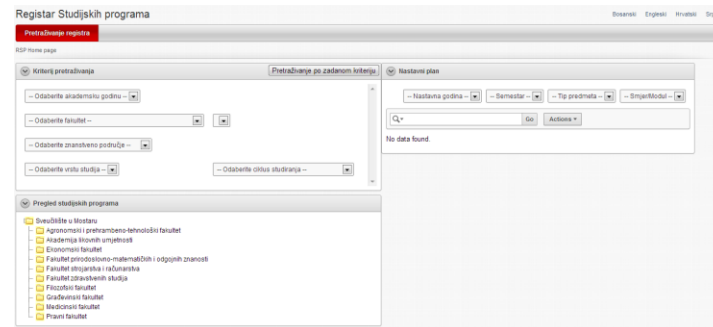 Registar Studijskih programa
Bosanski Engleski Hrvatski
Pretraživanje registra
RSP Home page
Kriterij pretraživanja
Pretraživanje po zadanom kriteriju
-- Odaberite akademsku godinu --
-- Odaberite fakultet --
-- Odaberite znanstveno područje --
-- Odaberite vrstu studija --
-- Odaberite ciklus studiranja --
Nastavni plan
-- Nastavna godina --
-- Semestar --
-- Tip predmeta --
-- Smjer/Modul --
Go
Actions
No data found.
Pregled studijskih programa
Sveučilište u Mostaru
Agronomski i prehrambeno-tehnološki fakultet
Akademija likovnih umjetnosti
Ekonomski fakultet
Fakultet prirodoslovno-matematičkih i odgojnih znanosti
Fakultet strojarstva i računarstva
Fakultet zdravstvenih studija
Filozofski fakultet
Građevinski fakultet
Medicinski fakultet
Pravni fakultet